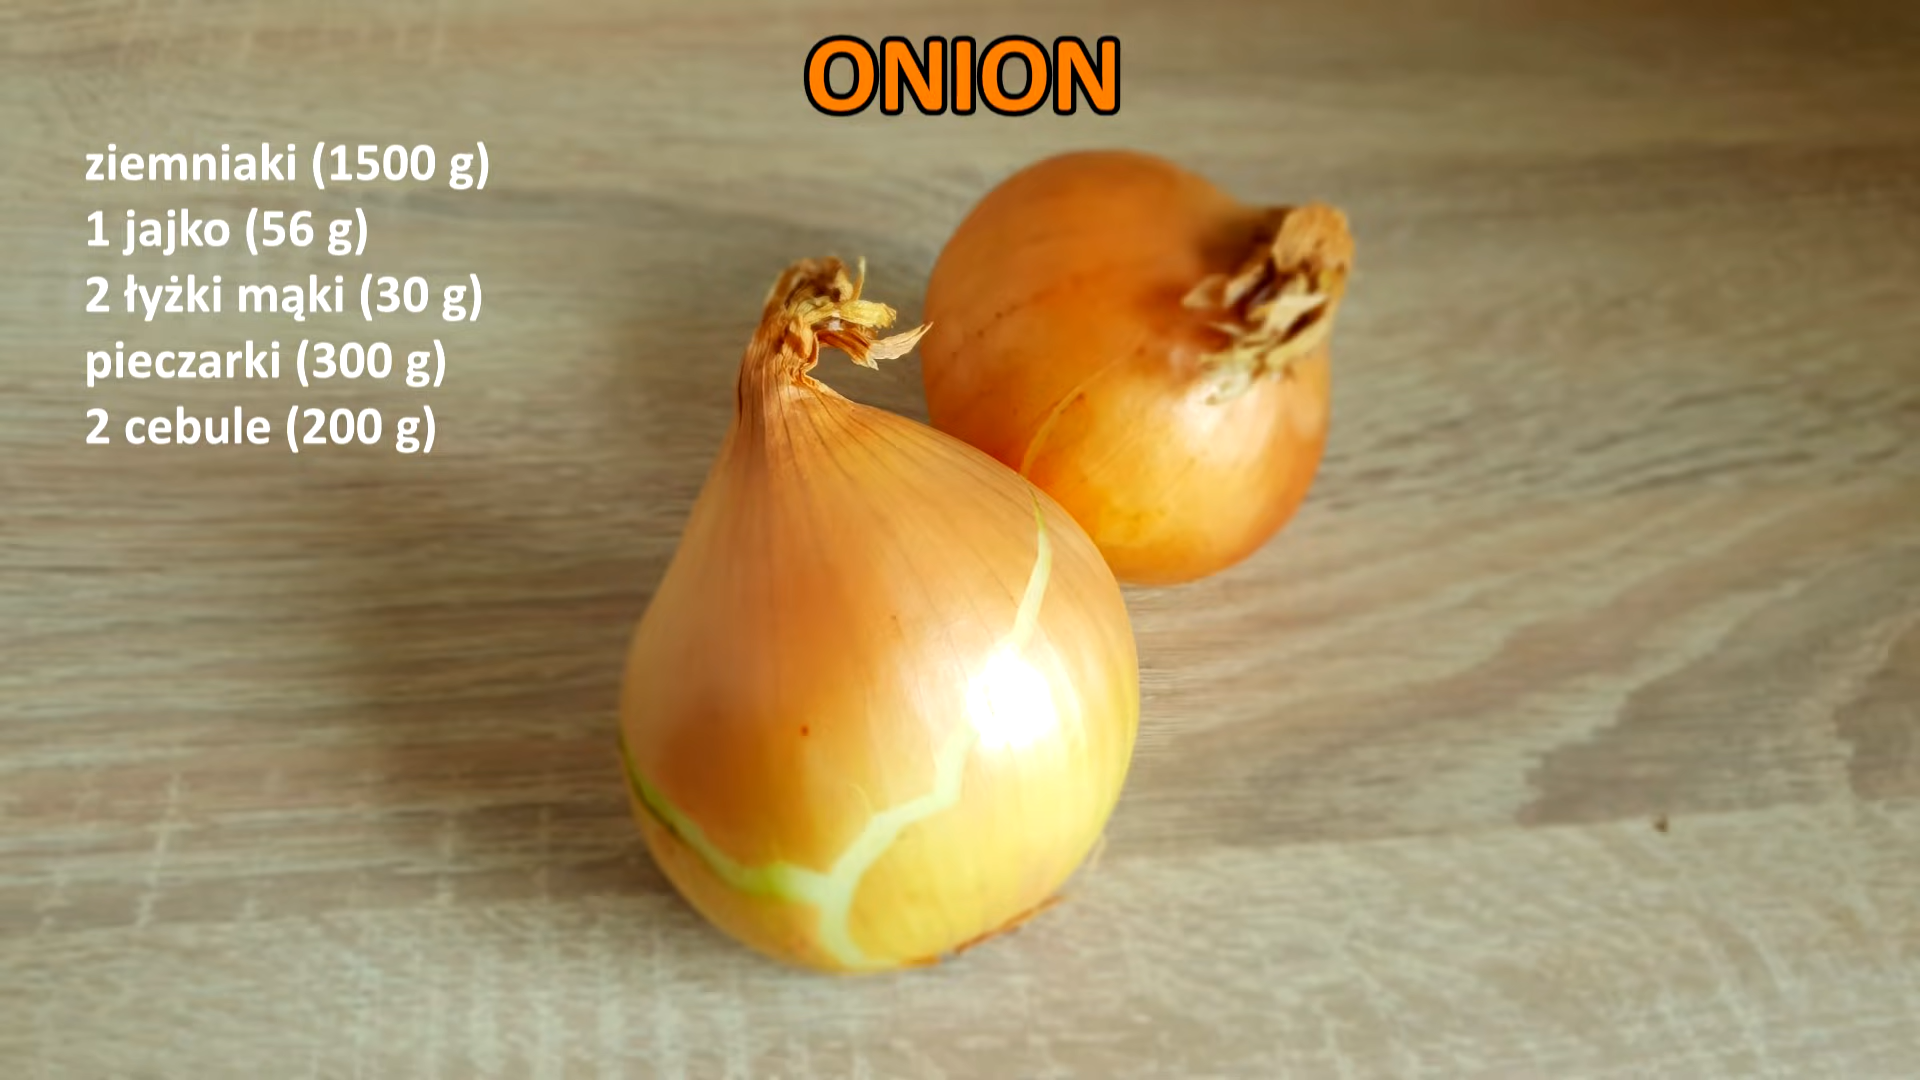 ONION
ziemniaki (1500 g)
1 jajko (56 g)
2 łyżki mąki (30 g)
pieczarki (300 g)
2 cebule (200 g)